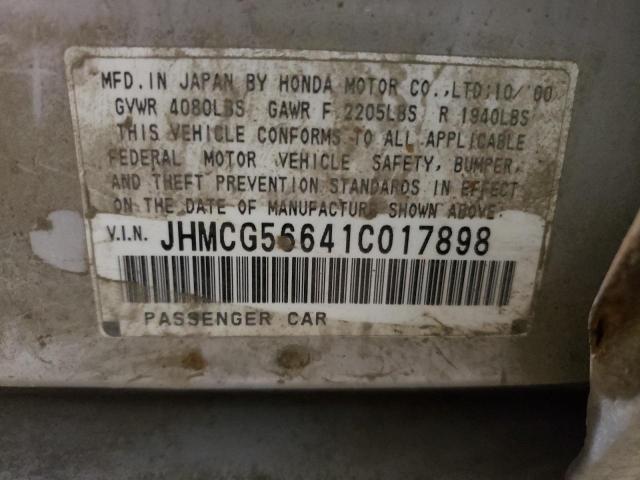 MFD. IN JAPAN BY HONDA MOTOR CO., LTD: 10/'00
GVWR 4080LBS GAWR F 2205LBS R 1940LBS
THIS VEHICLE CONFORMS TO ALL APPLICABLE
FEDERAL MOTOR VEHICLE SAFETY, BUMPER,
AND THEFT PREVENTION STANDARDS IN EFFECT
ON THE DATE OF MANUFACTURE SHOWN ABOVE.
V.I.N. JHMCG56641C017898
PASSENGER CAR